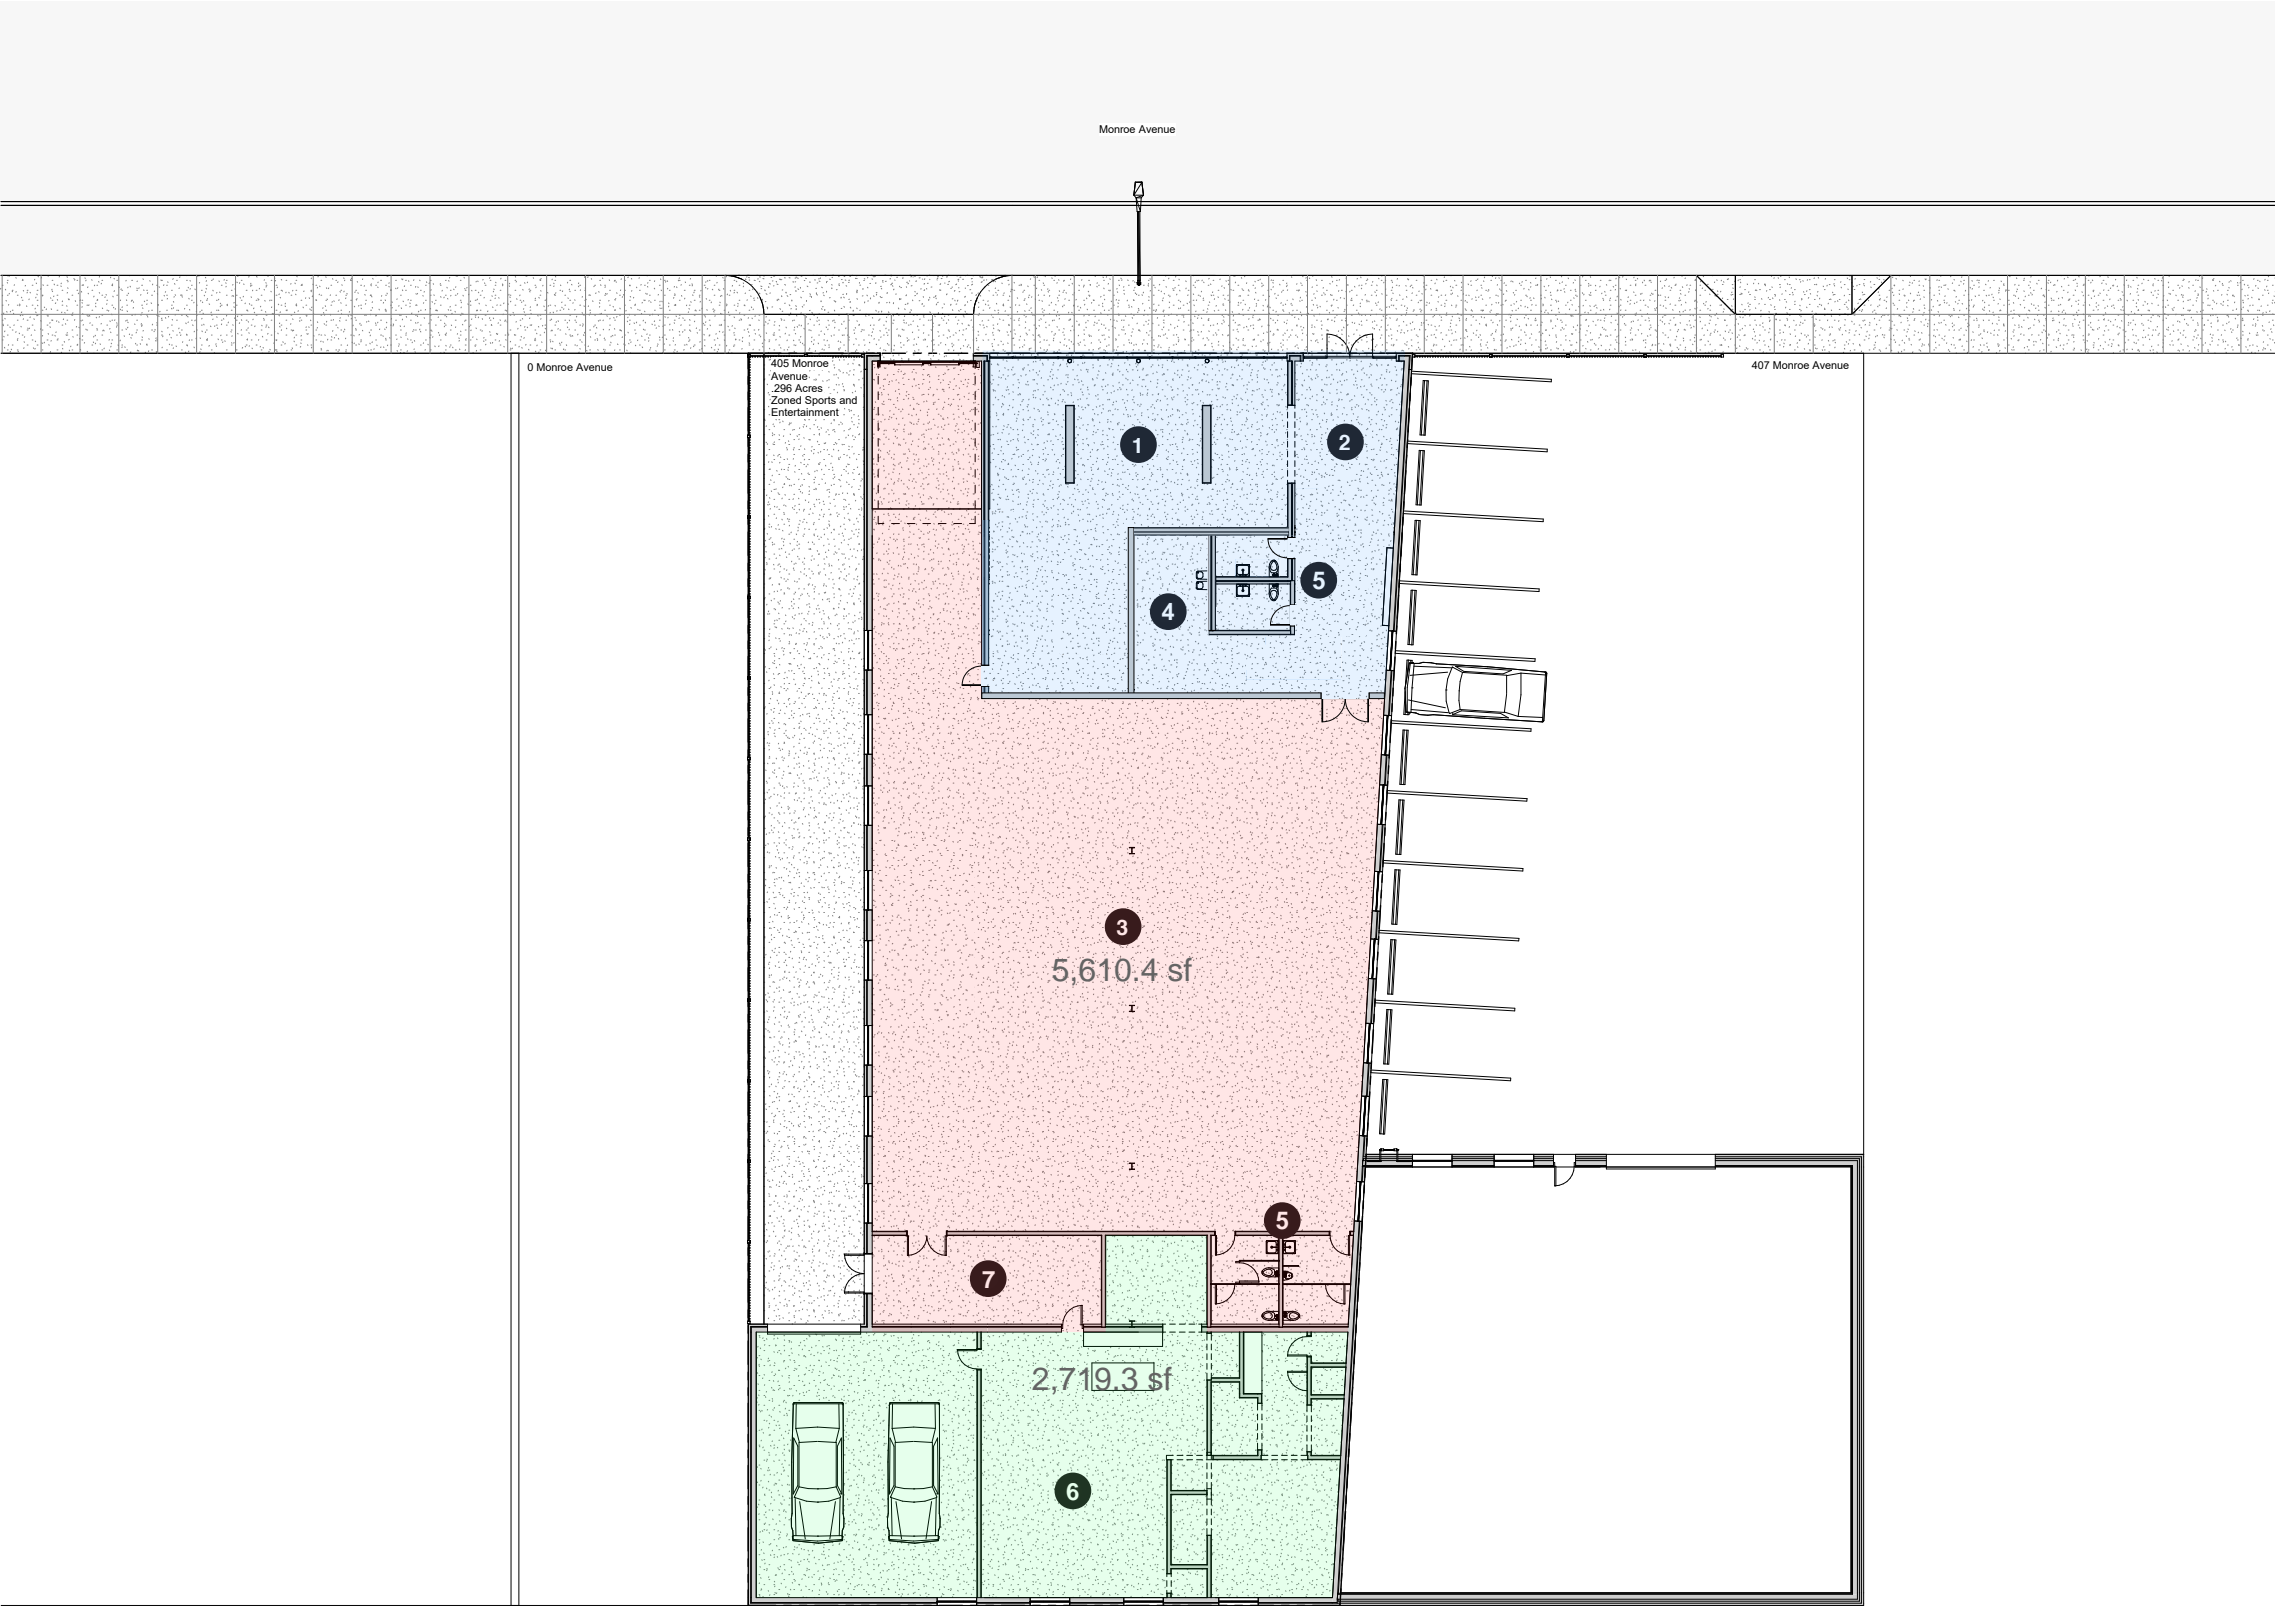 Monroe Avenue
0 Monroe Avenue
405 Monroe
Avenue
.296 Acres
Zoned Sports and
Entertainment
407 Monroe Avenue
1
2
5
4
3
5,610.4 sf
5
7
2,719.3 sf
6